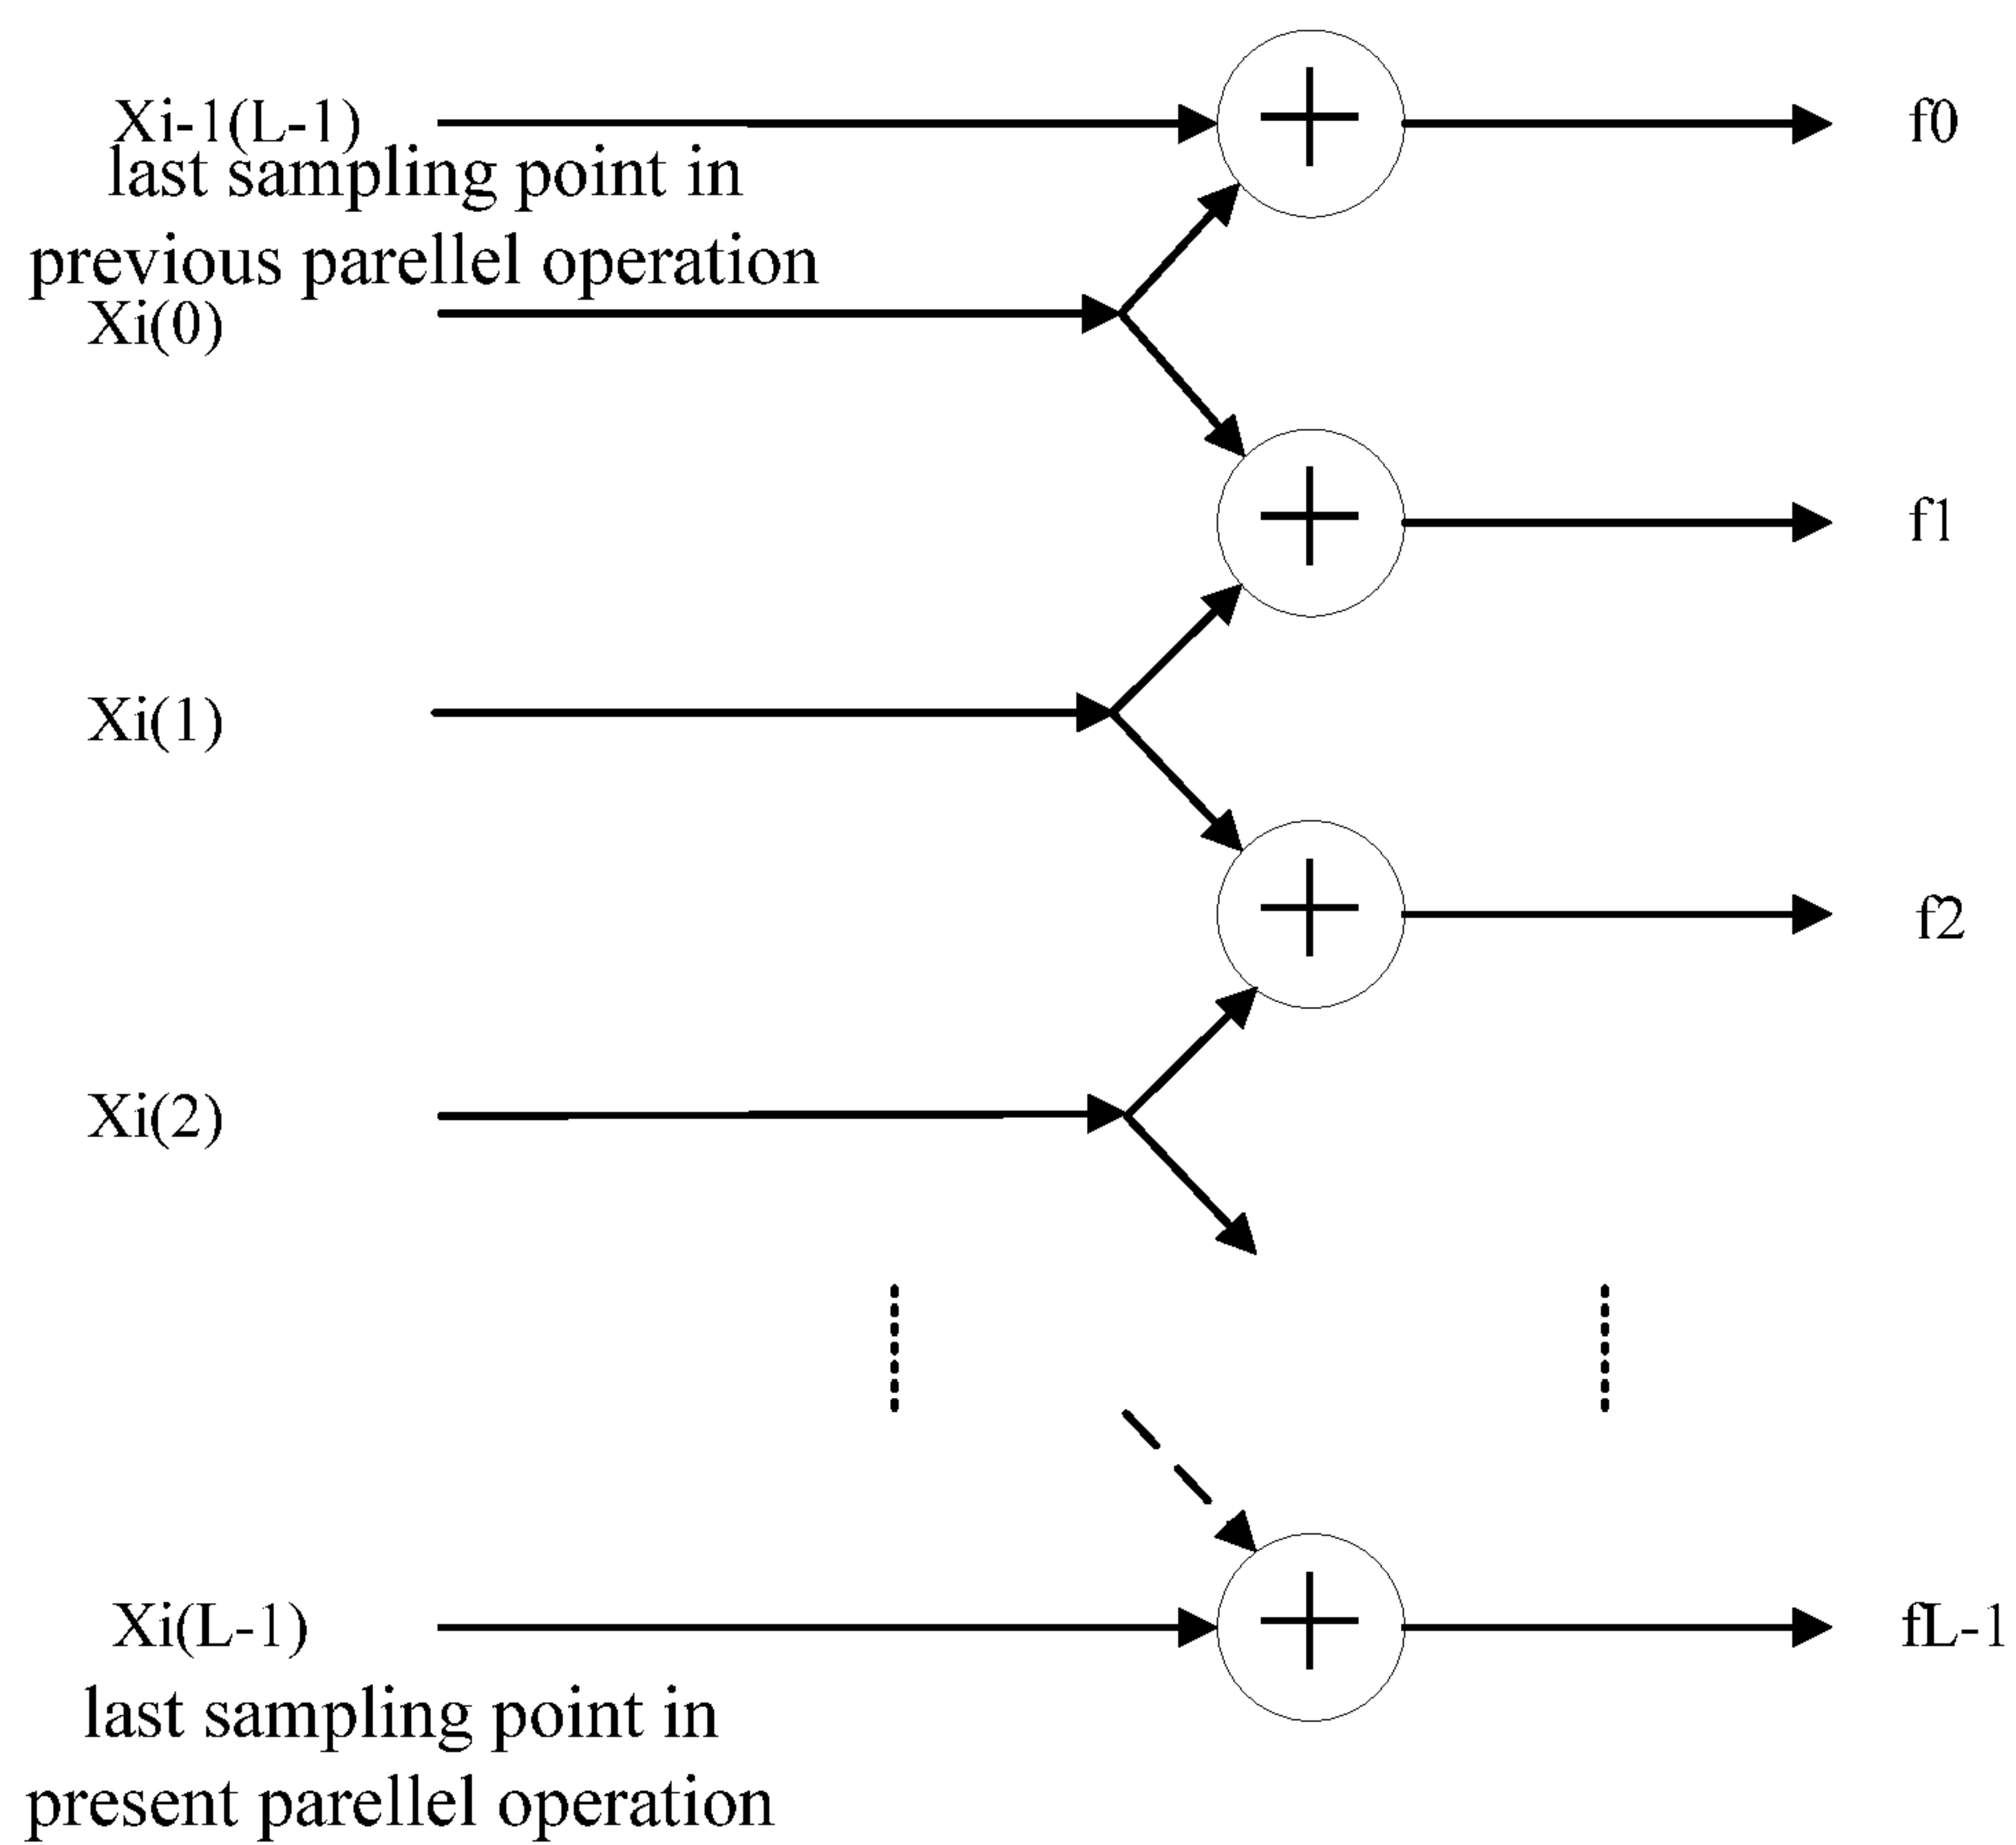 Xi-1(L-1)
f0
last sampling point in
previous parellel operation
Xi(0)
f1
Xi(1)
f2
Xi(2)
Xi(L-1)
fL-1
last sampling point in
present parellel operation